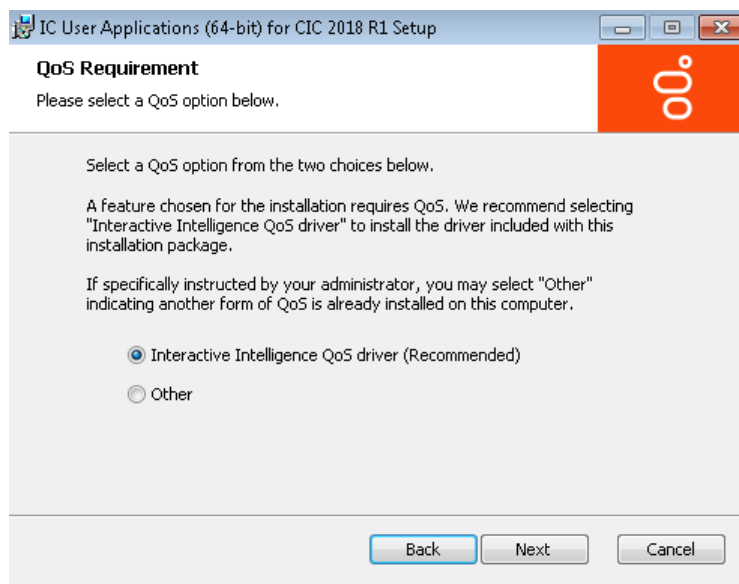 IC User Applications (64-bit) for CIC 2018 R1 Setup
QoS Requirement
Please select a QoS option below.
Select a QoS option from the two choices below.
A feature chosen for the installation requires QoS. We recommend selecting
"Interactive Intelligence QoS driver" to install the driver included with this
installation package.
If specifically instructed by your administrator, you may select "Other"
indicating another form of QoS is already installed on this computer.
Interactive Intelligence QoS driver (Recommended)
Other
Back Next Cancel